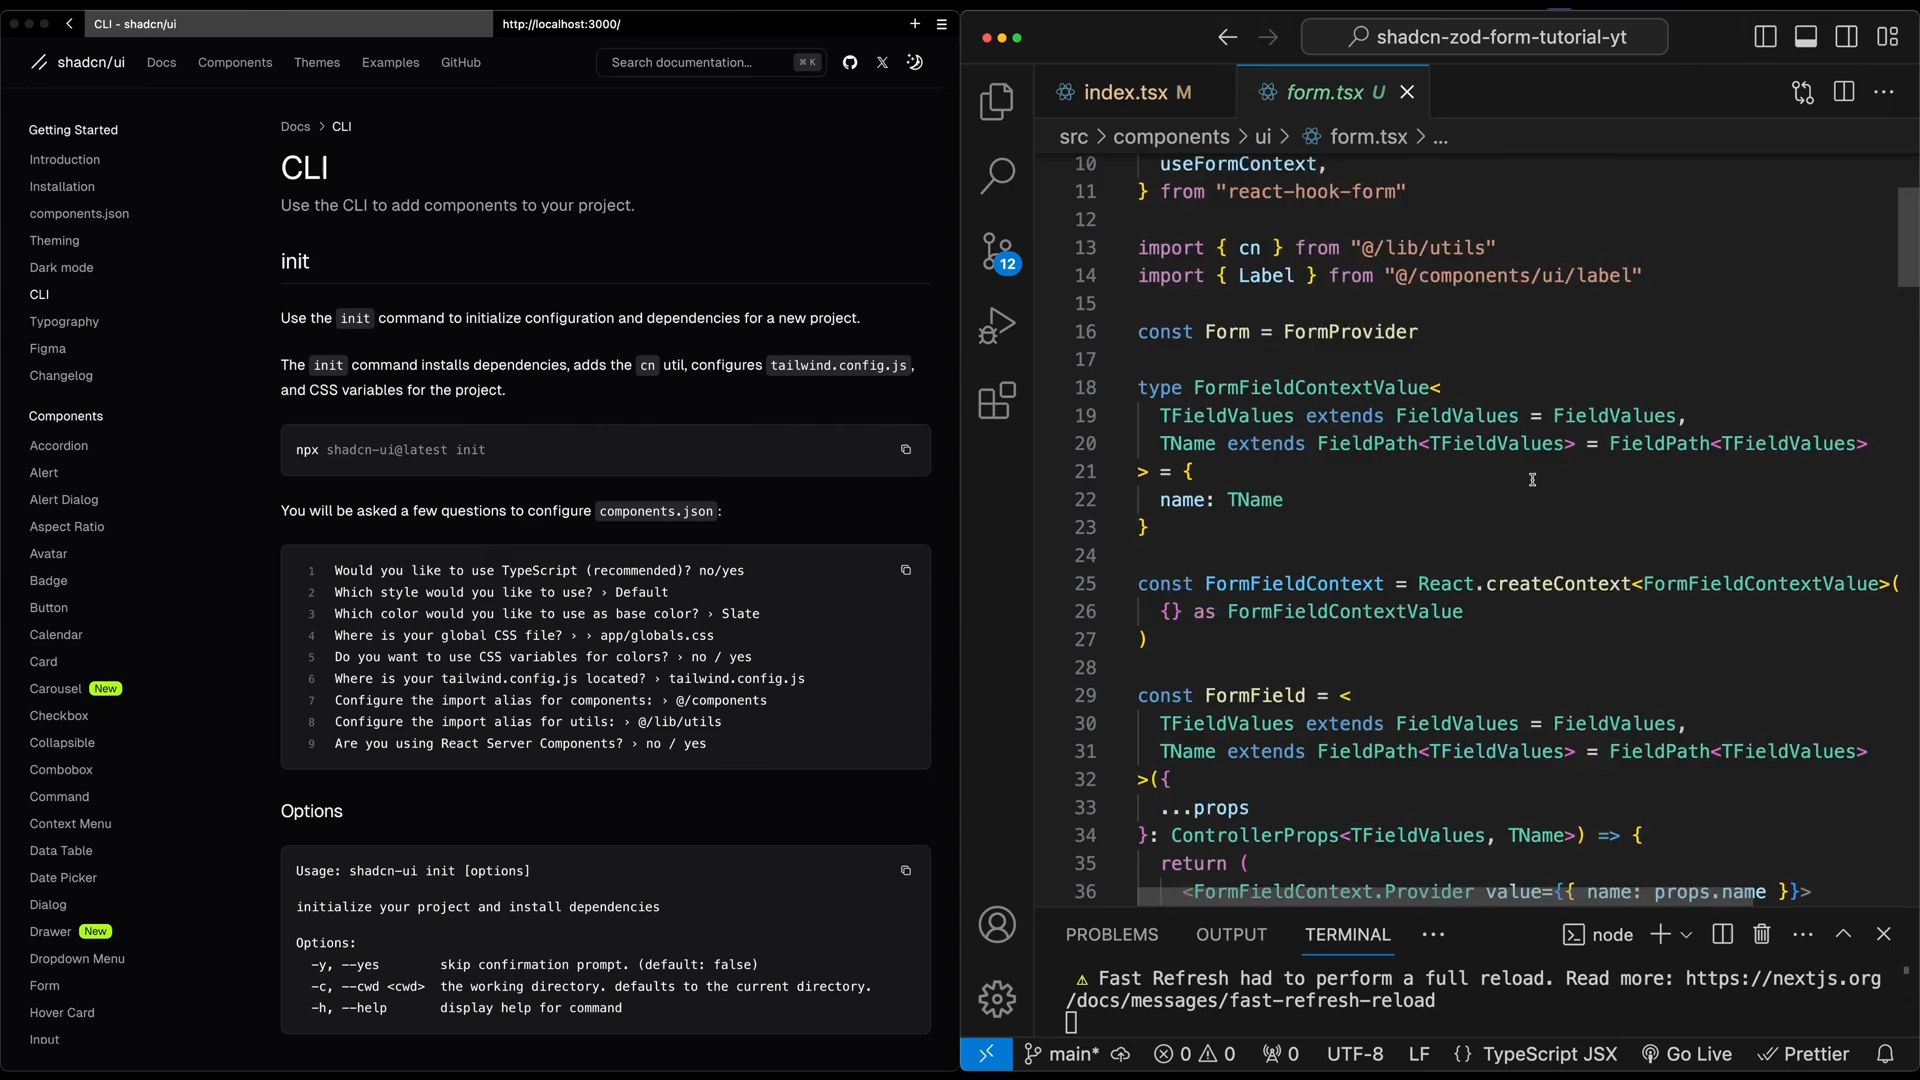 CLI - shadcn/ui
http://localhost:3000/
shadcn/ui
Docs
Components
Themes
Examples
GitHub
Search documentation...
⌘ K
Getting Started
Introduction
Installation
components.json
Theming
Dark mode
CLI
Typography
Figma
Changelog
Components
Accordion
Alert
Alert Dialog
Aspect Ratio
Avatar
Badge
Button
Calendar
Card
Carousel New
Checkbox
Collapsible
Combobox
Command
Context Menu
Data Table
Date Picker
Dialog
Drawer New
Dropdown Menu
Form
Hover Card
Input
Docs > CLI
CLI
Use the CLI to add components to your project.
init
Use the init command to initialize configuration and dependencies for a new project.
The init command installs dependencies, adds the cn util, configures tailwind.config.js,
and CSS variables for the project.
npx shadcn-ui@latest init
You will be asked a few questions to configure components.json:
1 Would you like to use TypeScript (recommended)? no/yes
2 Which style would you like to use? › Default
3 Which color would you like to use as base color? › Slate
4 Where is your global CSS file? › › app/globals.css
5 Do you want to use CSS variables for colors? › no / yes
6 Where is your tailwind.config.js located? › tailwind.config.js
7 Configure the import alias for components: › @/components
8 Configure the import alias for utils: › @/lib/utils
9 Are you using React Server Components? › no / yes
Options
Usage: shadcn-ui init [options]
initialize your project and install dependencies
Options:
-y, --yes skip confirmation prompt. (default: false)
-c, --cwd <cwd> the working directory. defaults to the current directory.
-h, --help display help for command
shadcn-zod-form-tutorial-yt
index.tsx M
form.tsx U
src > components > ui > form.tsx > ...
12
10 useFormContext,
11 } from "react-hook-form"
12
13 import { cn } from "@/lib/utils"
14 import { Label } from "@/components/ui/label"
15
16 const Form = FormProvider
17
18 type FormFieldContextValue<
19 TFieldValues extends FieldValues = FieldValues,
20 TName extends FieldPath<TFieldValues> = FieldPath<TFieldValues>
21 > = {
22 name: TName
23 }
24
25 const FormFieldContext = React.createContext<FormFieldContextValue>(
26 {} as FormFieldContextValue
27 )
28
29 const FormField = <
30 TFieldValues extends FieldValues = FieldValues,
31 TName extends FieldPath<TFieldValues> = FieldPath<TFieldValues>
32 >({
33 ...props
34 }: ControllerProps<TFieldValues, TName>) => {
35 return (
36 <FormFieldContext.Provider value={{ name: props.name }}>
PROBLEMS
OUTPUT
TERMINAL
node
⚠ Fast Refresh had to perform a full reload. Read more: https://nextjs.org
/docs/messages/fast-refresh-reload
main*
0
0
0
UTF-8
LF
{} TypeScript JSX
Go Live
Prettier